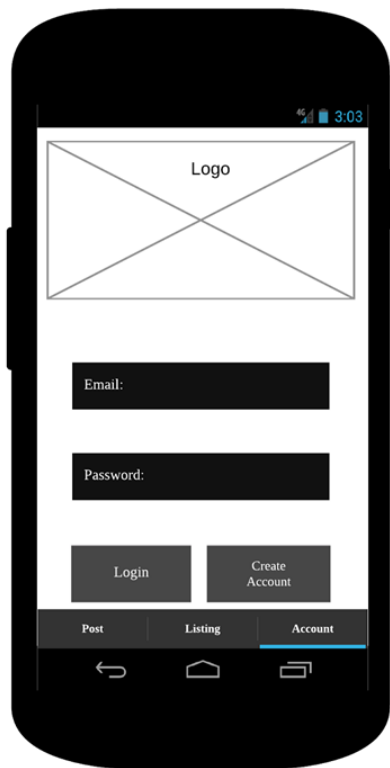 4G 3:03
Logo
Email:
Password:
Login
Create
Account
Post Listing Account